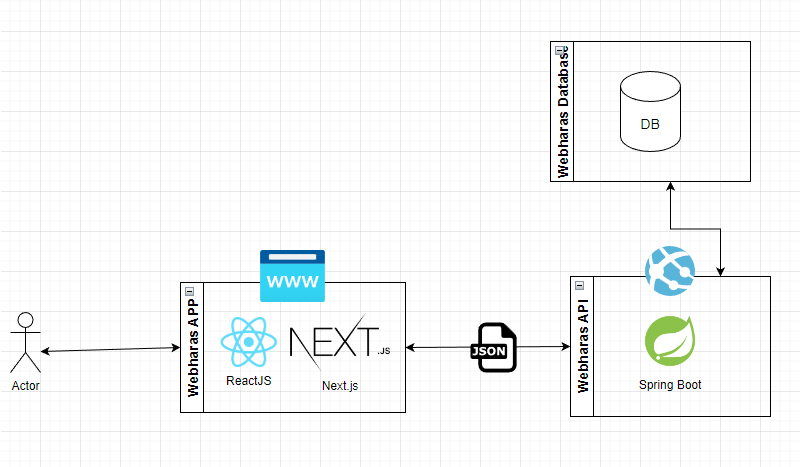 Webharas Database
DB
www
Webharas APP
ReactJS
NEXT.JS
Next.js
Actor
JSON
Webharas API
Spring Boot